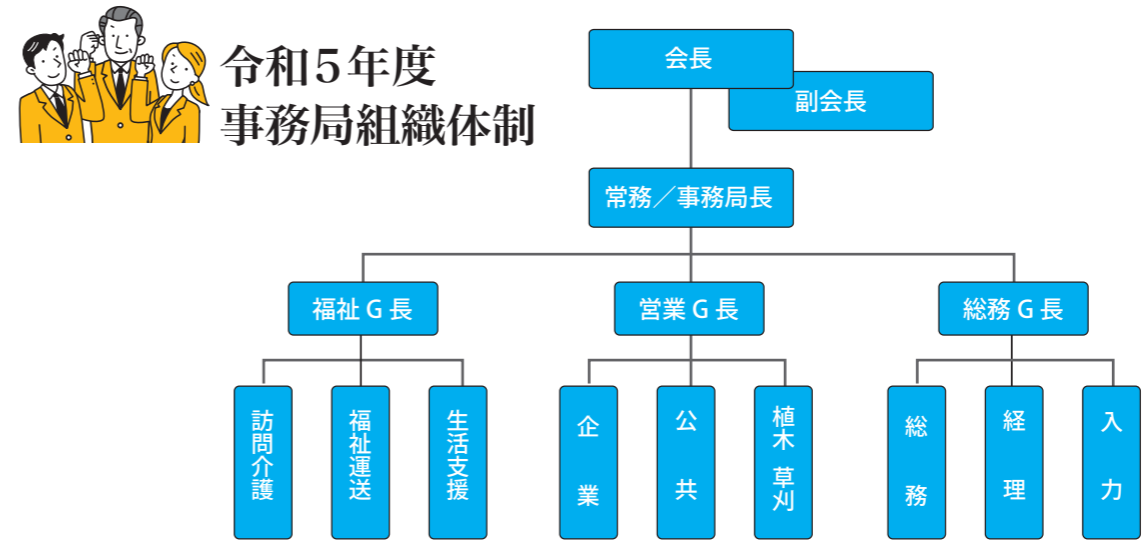 令和5年度
事務局組織体制
会長
副会長
常務／事務局長
福祉G長
営業G長
総務G長
訪問介護
福祉運送
生活支援
企業
公共
植木 草刈
総務
経理
入力